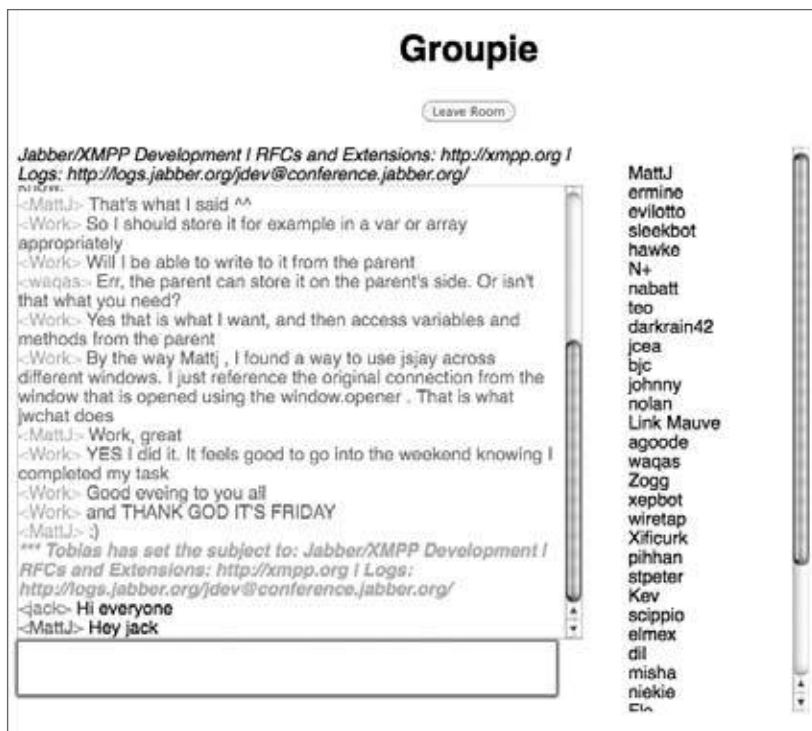 Groupie
Leave Room
Jabber/XMPP Development | RFCs and Extensions: http://xmpp.org |
Logs: http://logs.jabber.org/jdev@conference.jabber.org/
know.
<MattJ> That's what I said ^^
<Work> So I should store it for example in a var or array
appropriately
<Work> Will I be able to write to it from the parent
<waqas> Err, the parent can store it on the parent's side. Or isn't
that what you need?
<Work> Yes that is what I want, and then access variables and
methods from the parent
<Work> By the way Mattj , I found a way to use jsjay across
different windows. I just reference the original connection from the
window that is opened using the window.opener . That is what
jwchat does
<MattJ> Work, great
<Work> YES I did it. It feels good to go into the weekend knowing I
completed my task
<Work> Good eveing to you all
<Work> and THANK GOD IT'S FRIDAY
<MattJ> :)
*** Tobias has set the subject to: Jabber/XMPP Development |
RFCs and Extensions: http://xmpp.org | Logs:
http://logs.jabber.org/jdev@conference.jabber.org/
<jack> Hi everyone
<MattJ> Hey jack
MattJ
ermine
evilotto
sleekbot
hawke
N+
nabatt
teo
darkrain42
jcea
bjc
johnny
nolan
Link Mauve
agoode
waqas
Zogg
xepbot
wiretap
Xificurk
pihhan
stpeter
Kev
scippio
elmex
dil
misha
niekie